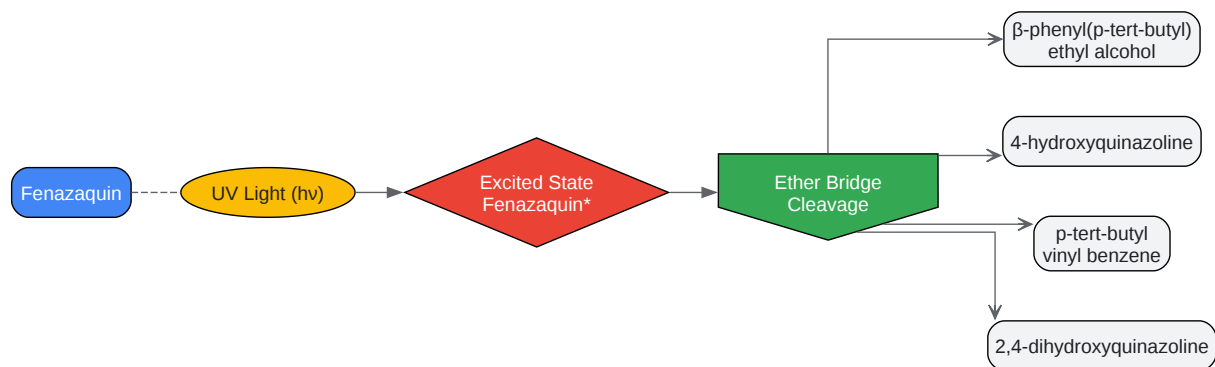 Fenazaquin
UV Light (hν)
Excited State
Fenazaquin*
Ether Bridge
Cleavage
β-phenyl(p-tert-butyl)
ethyl alcohol
4-hydroxyquinazoline
p-tert-butyl
vinyl benzene
2,4-dihydroxyquinazoline